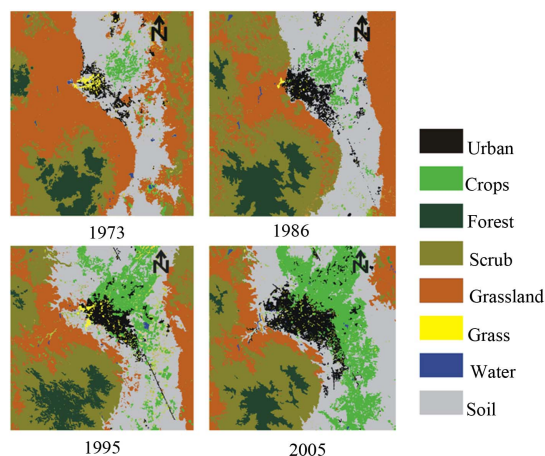 N
N
1973
1986
N
N
1995
2005
Urban
Crops
Forest
Scrub
Grassland
Grass
Water
Soil